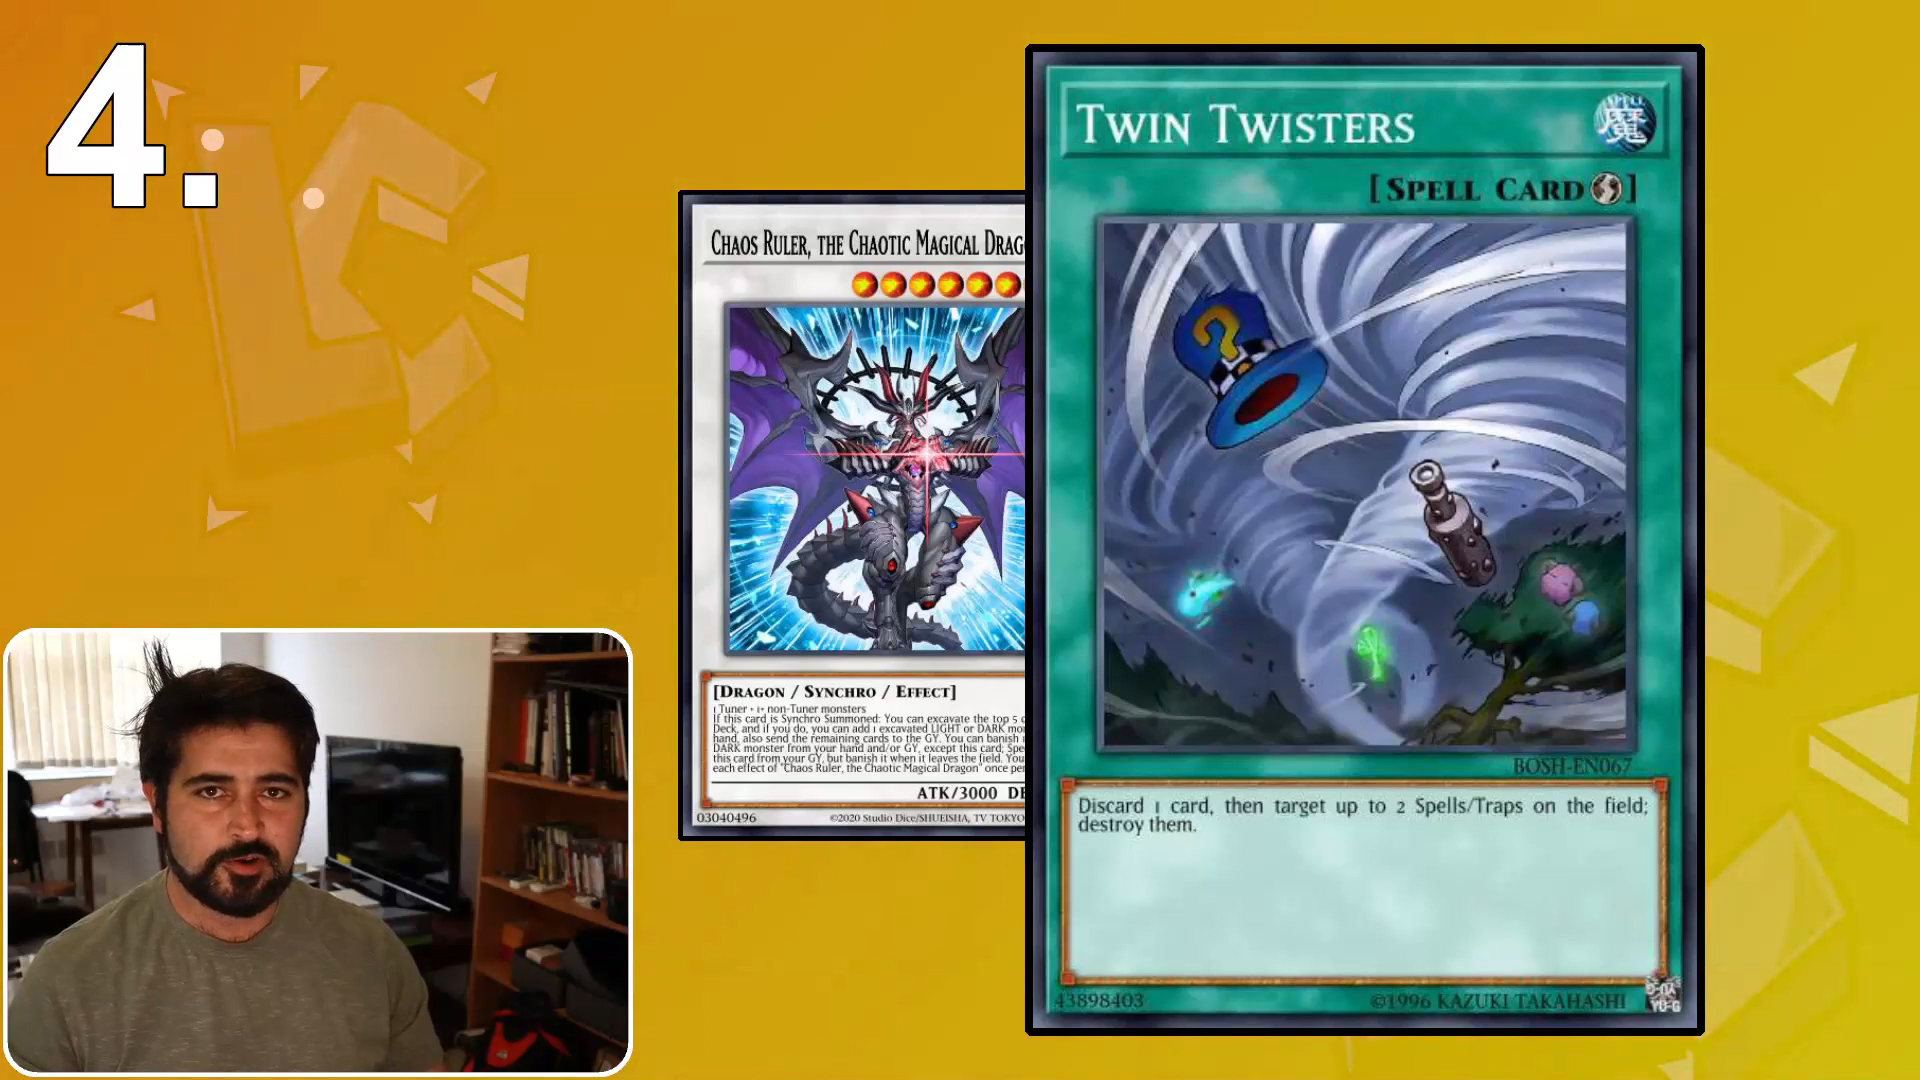 4.
CHAOS RULER, THE CHAOTIC MAGICAL DRAG
[DRAGON / SYNCHRO / EFFECT]
1 Tuner + 1+ non-Tuner monsters
If this card is Synchro Summoned: You can excavate the top 5
Deck, and if you do, you can add 1 excavated LIGHT or DARK mo
hand, also send the remaining cards to the GY. You can banish
DARK monster from your hand and/or GY, except this card; Spe
this card from your GY, but banish it when it leaves the field. You
each effect of "Chaos Ruler, the Chaotic Magical Dragon" once pe
ATK/3000 DE
03040496
©2020 Studio Dice/SHUEISHA, TV TOKYO
TWIN TWISTERS
魔
[SPELL CARD]
?
BOSH-EN067
Discard 1 card, then target up to 2 Spells/Traps on the field;
destroy them.
43898403
©1996 KAZUKI TAKAHASHI